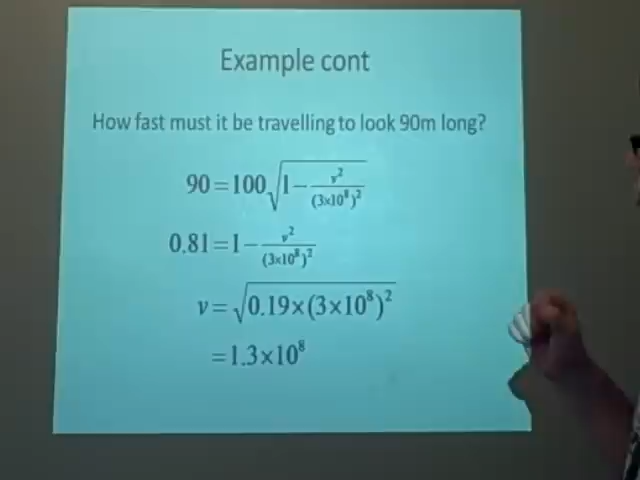 Example cont
How fast must it be travelling to look 90m long?
90=100√(1−v²/(3×10⁸)²)
0.81=1−v²/(3×10⁸)²
v=√(0.19×(3×10⁸)²)
=1.3×10⁸